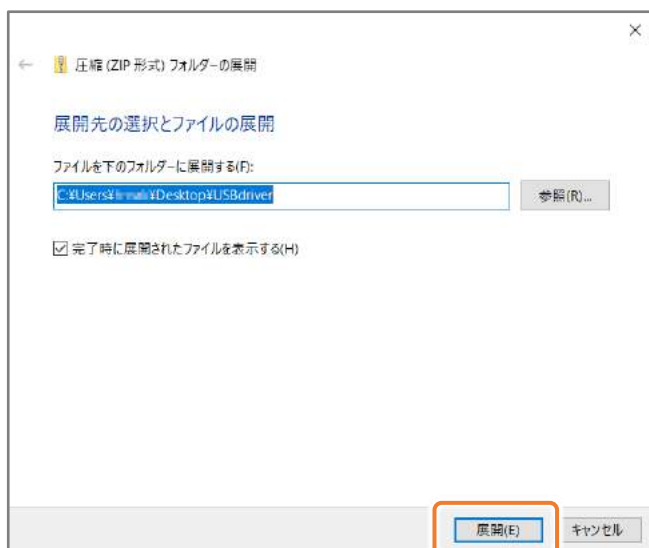 圧縮 (ZIP 形式) フォルダーの展開
展開先の選択とファイルの展開
ファイルを下のフォルダーに展開する(F):
C:¥Users¥ ¥Desktop¥USBdriver
参照(R)...
完了時に展開されたファイルを表示する(H)
展開(E)
キャンセル